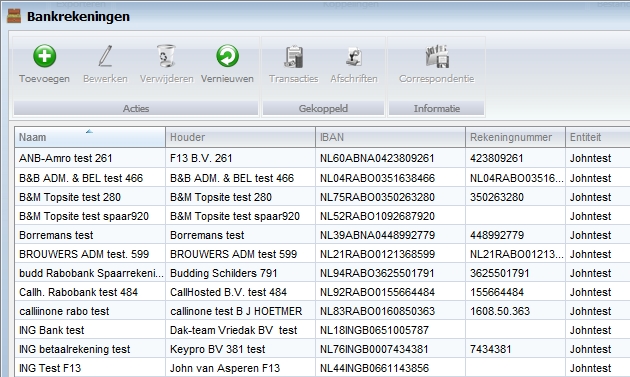 Bankrekeningen
Toevoegen Bewerken Verwijderen Vernieuwen Transacties Afschriften Correspondentie
Acties Gekoppeld Informatie
Naam Houder IBAN Rekeningnummer Entiteit
ANB-Amro test 261 F13 B.V. 261 NL60ABNA0423809261 423809261 Johntest
B&B ADM. & BEL test 466 B&B ADM. & BEL test 466 NL04RABO0351638466 NL04RABO03516... Johntest
B&M Topsite test 280 B&M Topsite test 280 NL75RABO0350263280 350263280 Johntest
B&M Topsite test spaar920 B&M Topsite test spaar920 NL52RABO1092687920 Johntest
Borremans test Borremans test NL39ABNA0448992779 448992779 Johntest
BROUWERS ADM test. 599 BROUWERS ADM test. 599 NL21RABO0121368599 NL21RABO01213... Johntest
budd Rabobank Spaarrekeni... Budding Schilders 791 NL94RABO3625501791 3625501791 Johntest
Callh. Rabobank test 484 CallHosted B.V. test 484 NL92RABO0155664484 155664484 Johntest
calliinone rabo test callinone test B J HOETMER NL83RABO0160850363 1608.50.363 Johntest
ING Bank test Dak-team Vriedak BV test NL18INGB0651005787 Johntest
ING betaalrekening test Keypro BV 381 test NL76INGB0007434381 7434381 Johntest
ING Test F13 John van Asperen F13 NL44INGB0661143856 Johntest